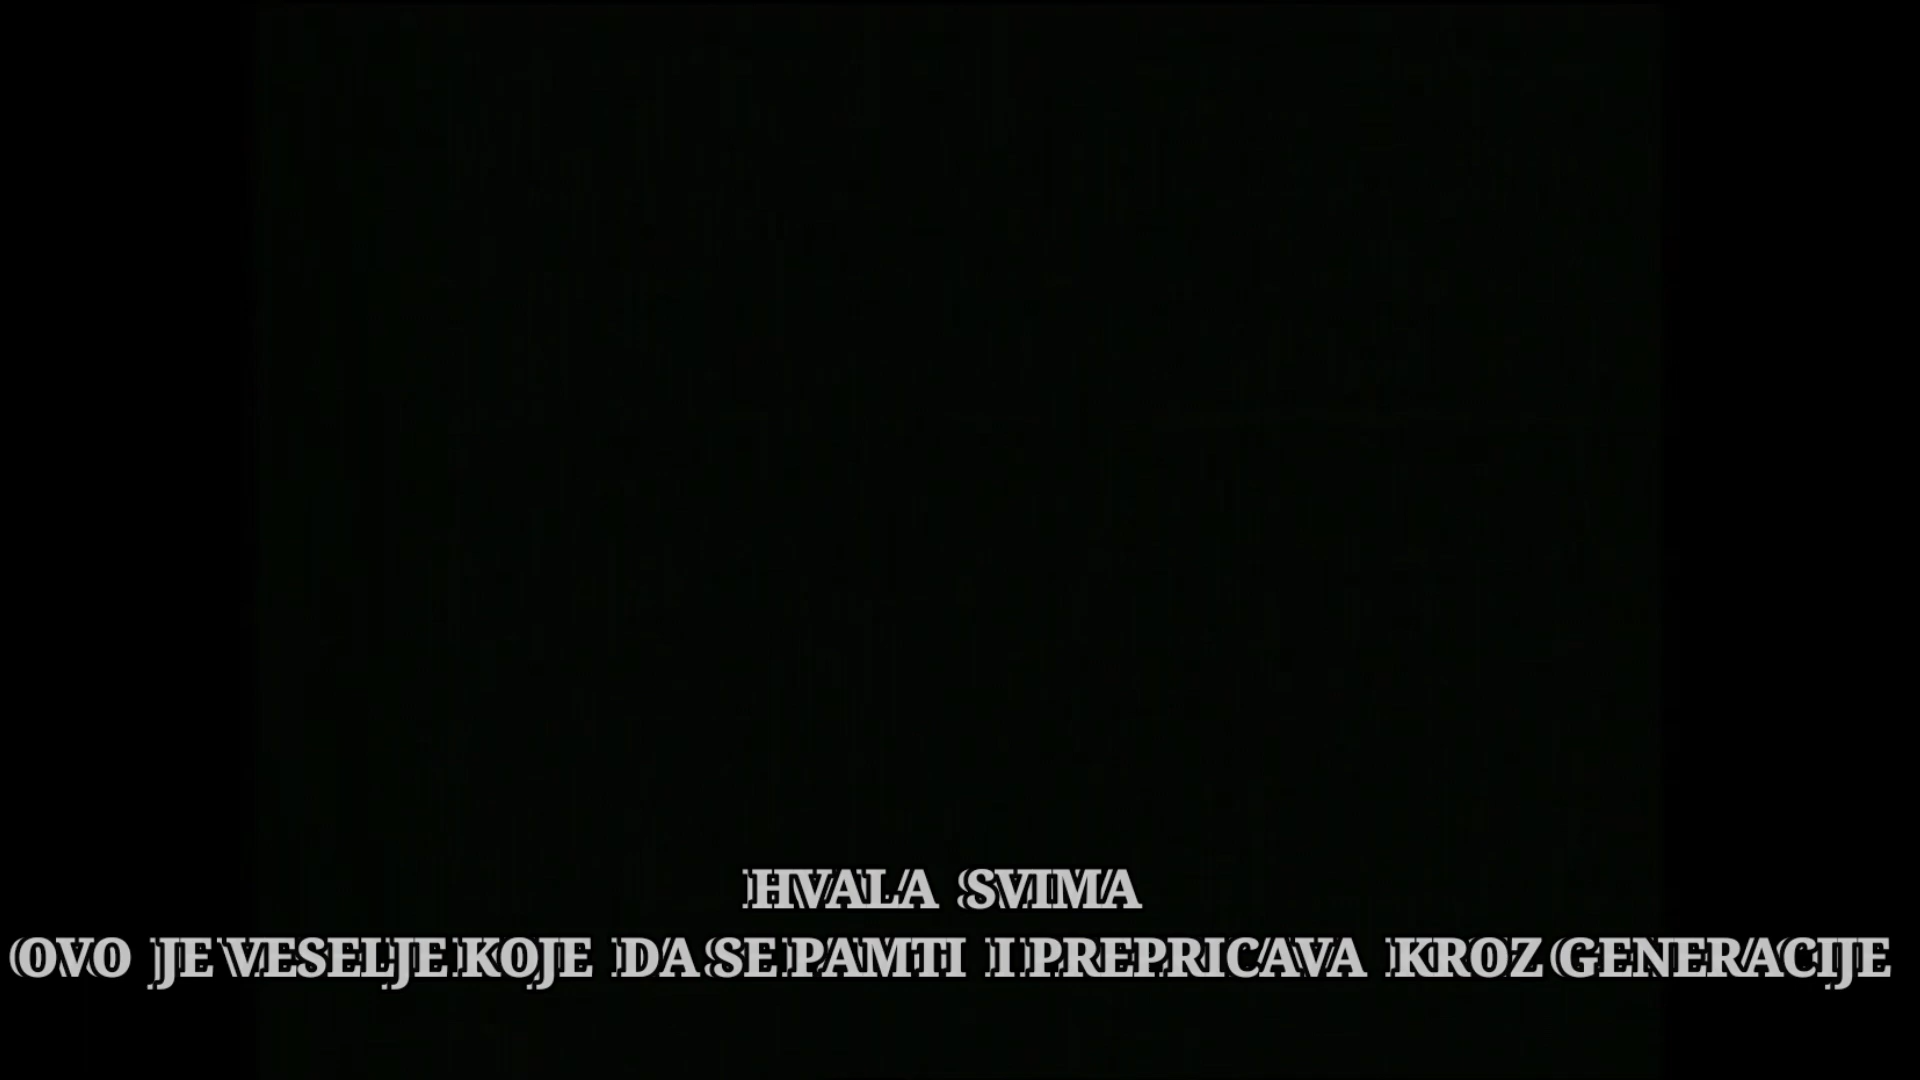 HVALA SVIMA
OVO JE VESELJE KOJE DA SE PAMTI I PREPRICAVA KROZ GENERACIJE